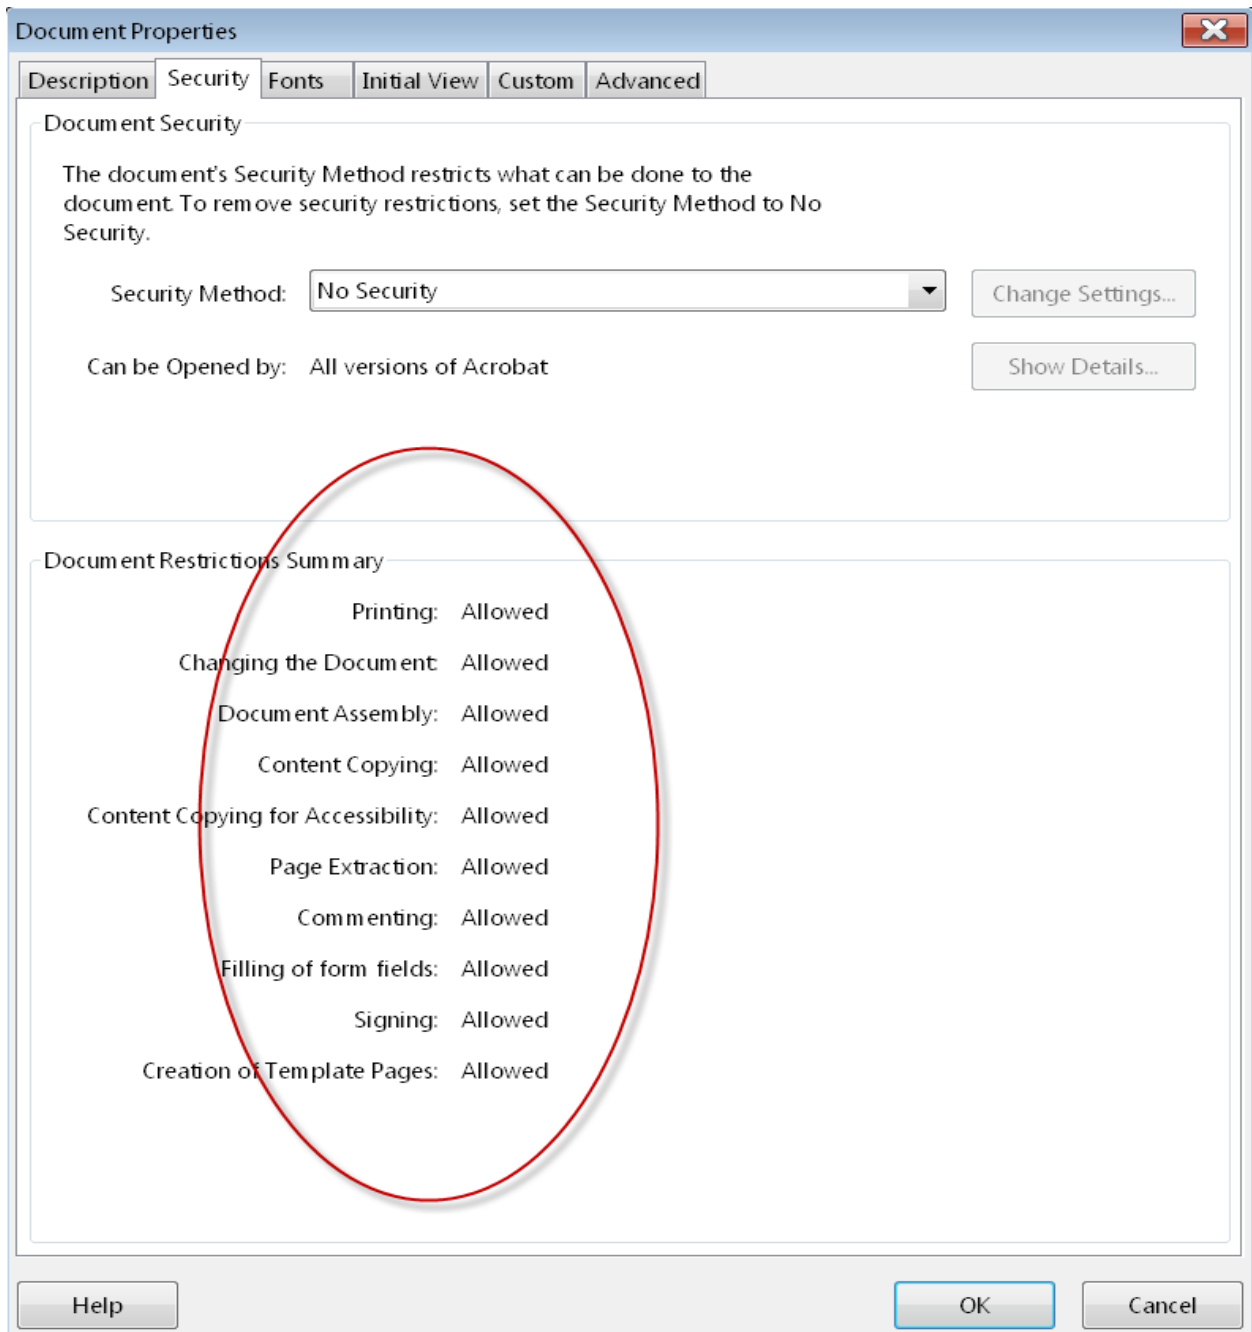 Document Properties
Description Security Fonts Initial View Custom Advanced
Document Security
The document's Security Method restricts what can be done to the
document. To remove security restrictions, set the Security Method to No
Security.
Security Method: No Security Change Settings...
Can be Opened by: All versions of Acrobat Show Details...
Document Restrictions Summary
Printing: Allowed
Changing the Document: Allowed
Document Assembly: Allowed
Content Copying: Allowed
Content Copying for Accessibility: Allowed
Page Extraction: Allowed
Commenting: Allowed
Filling of form fields: Allowed
Signing: Allowed
Creation of Template Pages: Allowed
Help OK Cancel